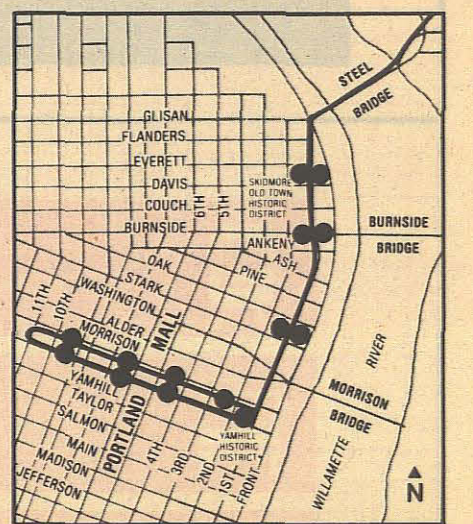 STEEL
BRIDGE
GLISAN
FLANDERS
EVERETT
DAVIS
COUCH
BURNSIDE
6TH
5TH
SKIDMORE
OLD TOWN
HISTORIC
DISTRICT
ANKENY
ASH
PINE
OAK
STARK
WASHINGTON
ALDER
MORRISON
11TH
10TH
BURNSIDE
BRIDGE
PORTLAND MALL
YAMHILL
TAYLOR
SALMON
MAIN
MADISON
JEFFERSON
4TH
3RD
2ND
1ST
FRONT
YAMHILL
HISTORIC
DISTRICT
MORRISON
BRIDGE
WILLAMETTE RIVER
N